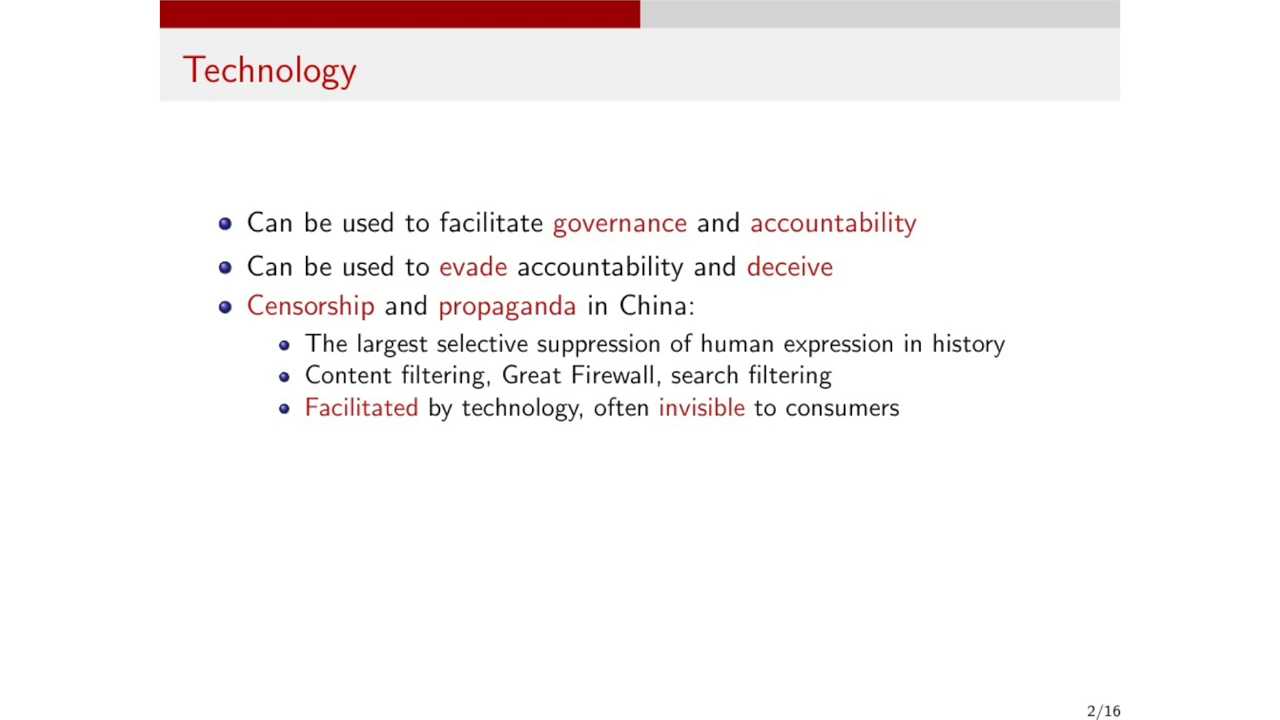 Technology
Can be used to facilitate governance and accountability
Can be used to evade accountability and deceive
Censorship and propaganda in China:
The largest selective suppression of human expression in history
Content filtering, Great Firewall, search filtering
Facilitated by technology, often invisible to consumers
2/16